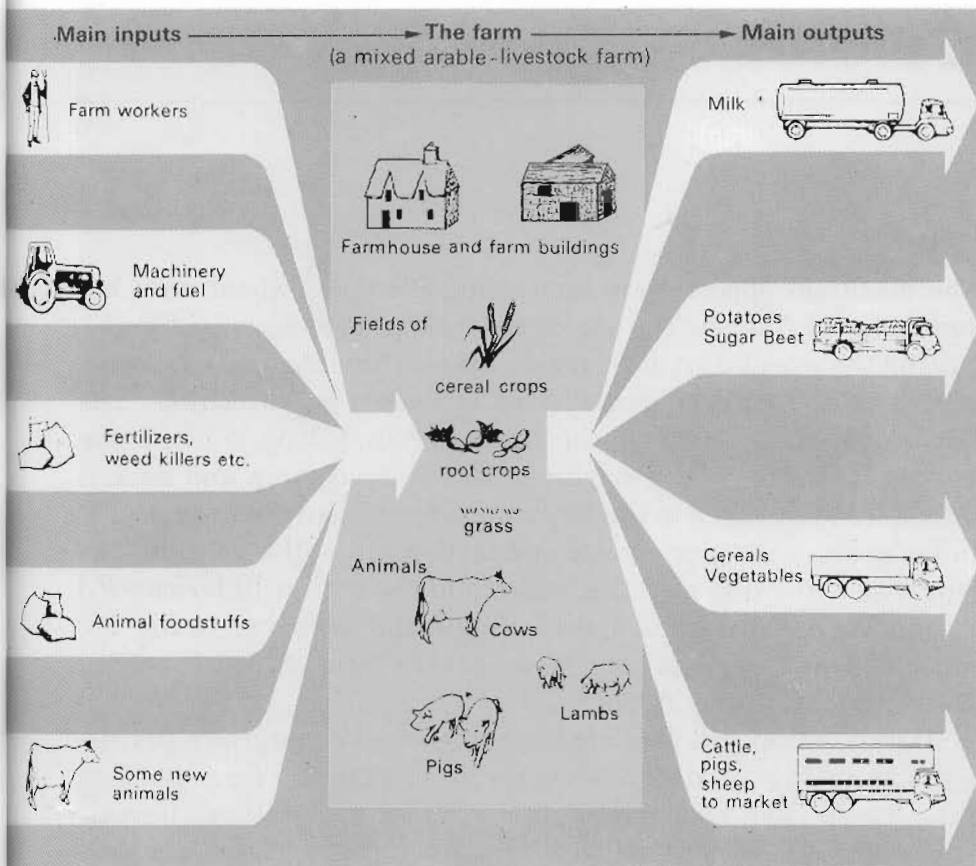 Main inputs
The farm
(a mixed arable-livestock farm)
Main outputs
Farm workers
Machinery
and fuel
Fertilizers,
weed killers etc.
Animal foodstuffs
Some new
animals
Farmhouse and farm buildings
Fields of
cereal crops
root crops
grass
Animals
Cows
Lambs
Pigs
Milk
Potatoes
Sugar Beet
Cereals
Vegetables
Cattle,
pigs,
sheep
to market